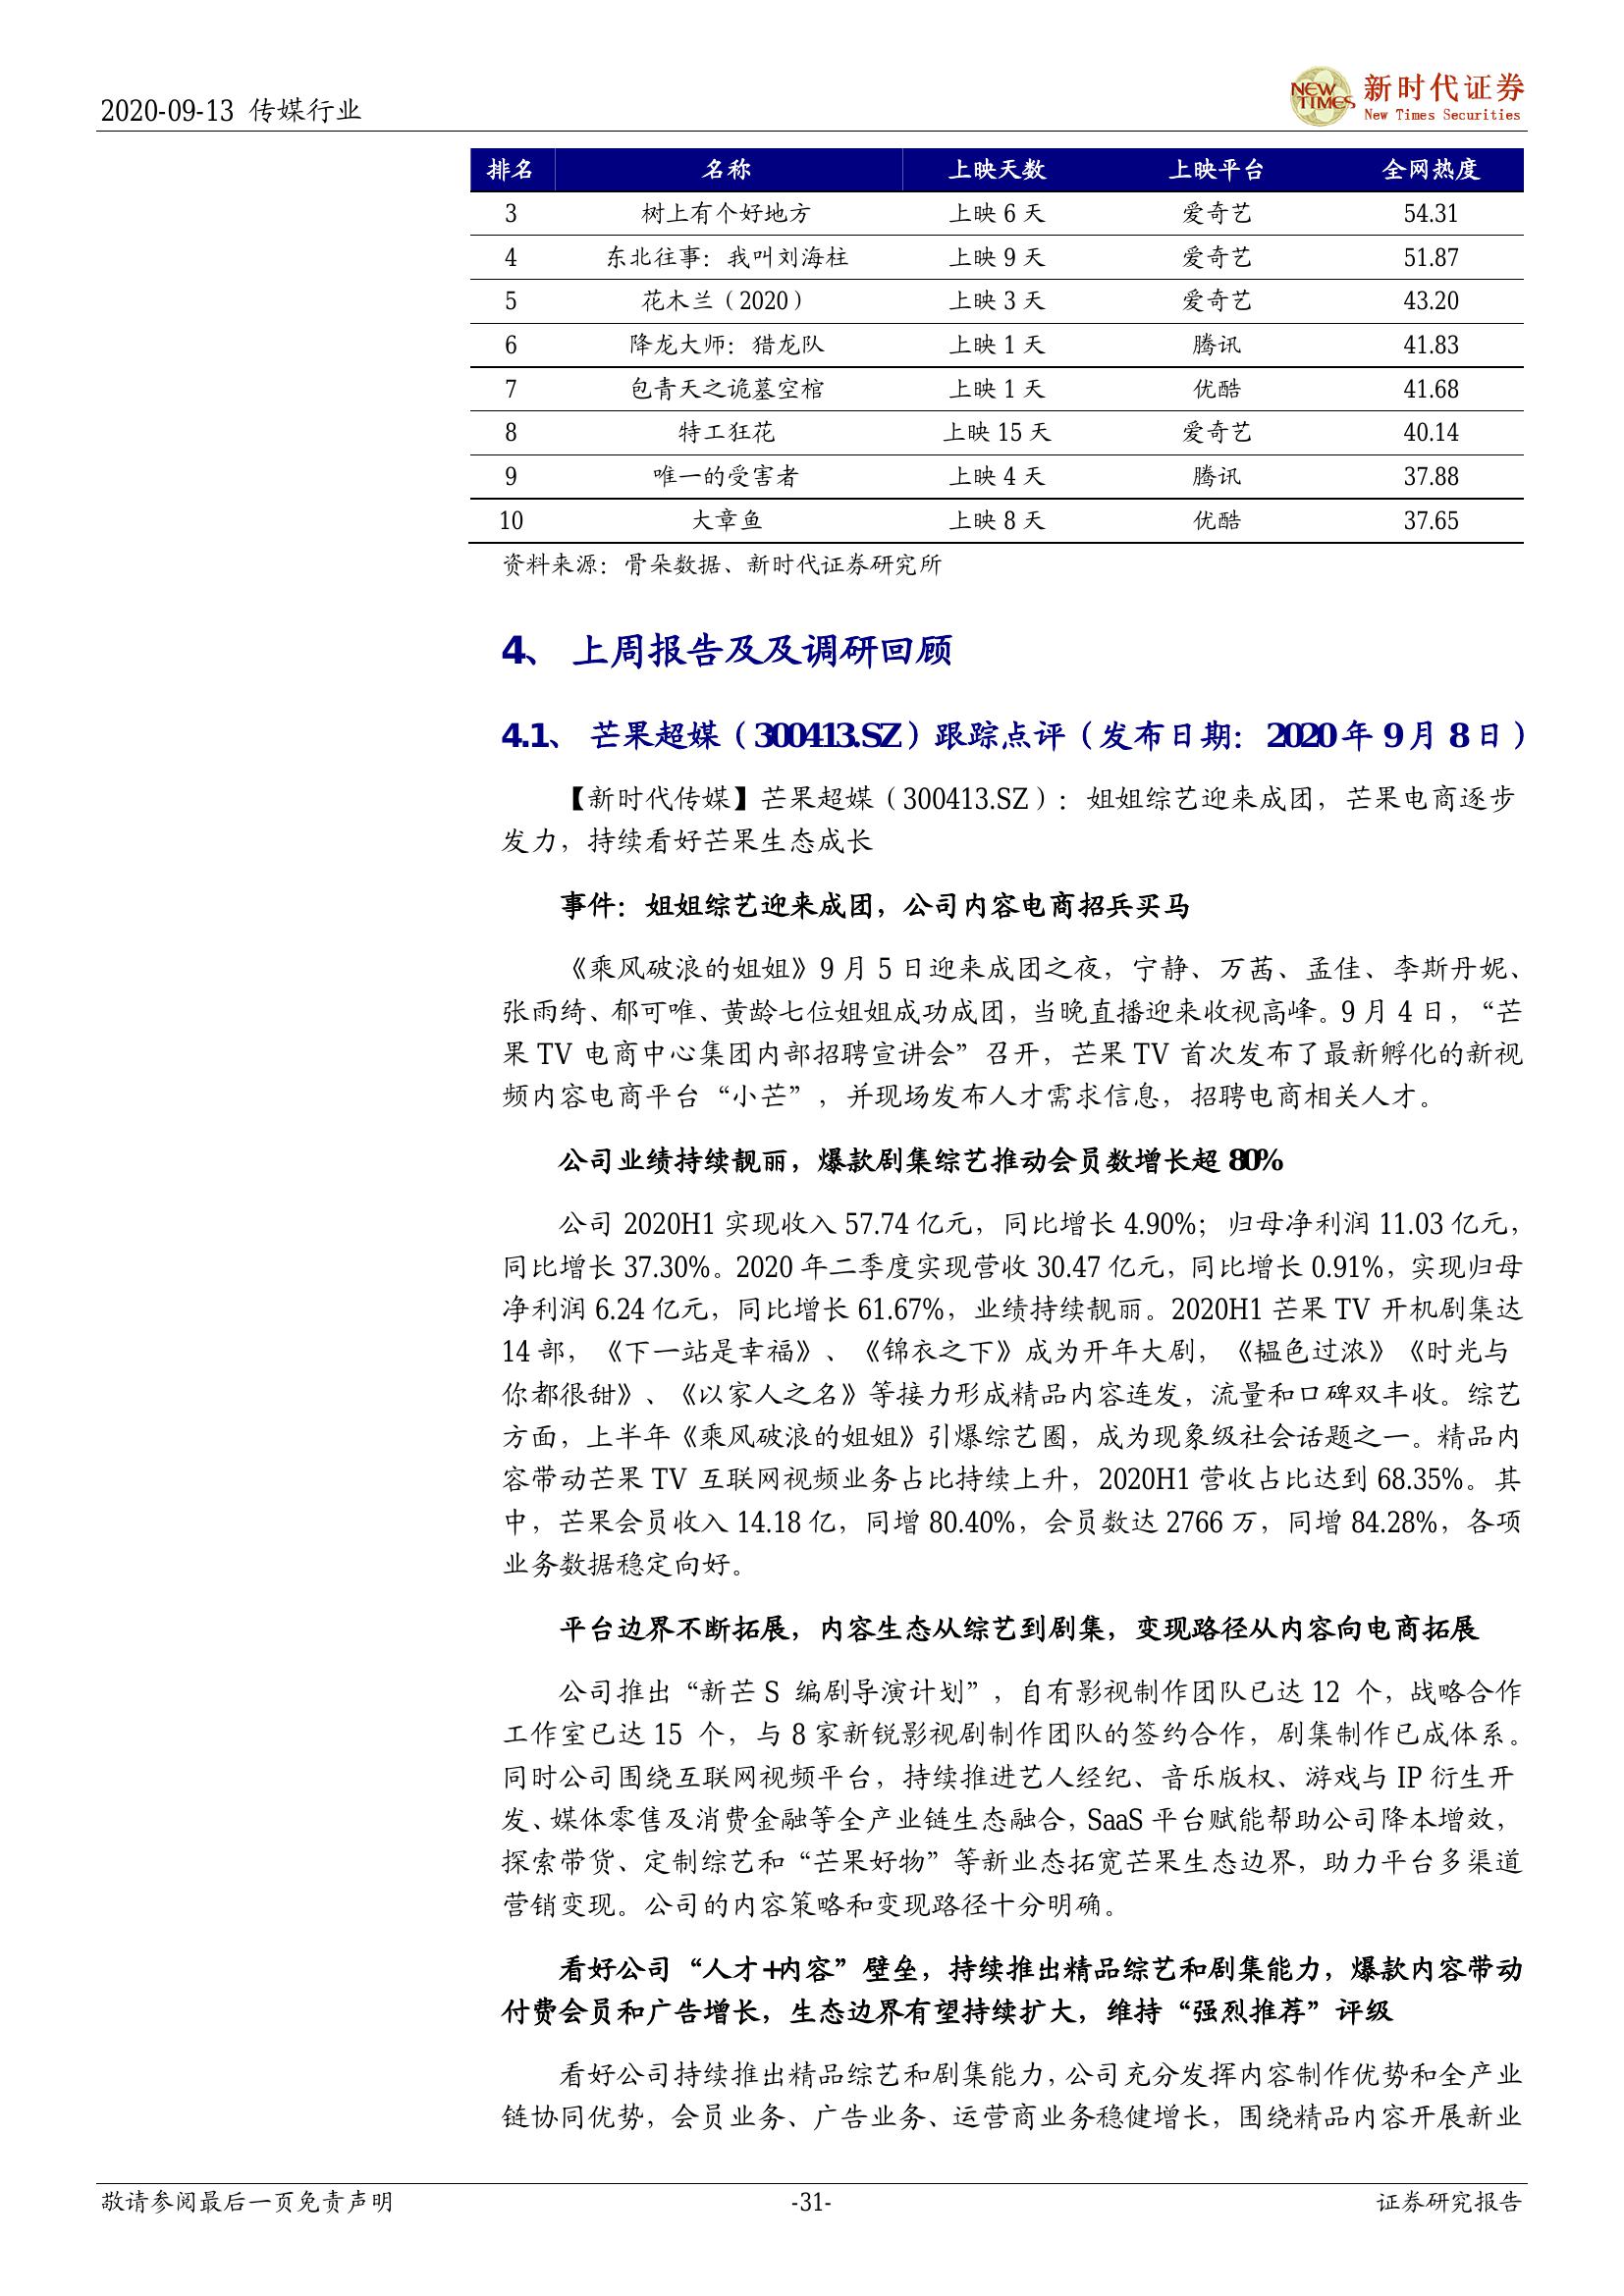 2020-09-13 传媒行业
NEW TIMES 新时代证券
New Times Securities
排名 名称 上映天数 上映平台 全网热度
3 树上有个好地方 上映 6 天 爱奇艺 54.31
4 东北往事：我叫刘海柱 上映 9 天 爱奇艺 51.87
5 花木兰（2020） 上映 3 天 爱奇艺 43.20
6 降龙大师：猎龙队 上映 1 天 腾讯 41.83
7 包青天之诡墓空棺 上映 1 天 优酷 41.68
8 特工狂花 上映 15 天 爱奇艺 40.14
9 唯一的受害者 上映 4 天 腾讯 37.88
10 大章鱼 上映 8 天 优酷 37.65
资料来源：骨朵数据、新时代证券研究所
4、 上周报告及及调研回顾
4.1、 芒果超媒（300413.SZ）跟踪点评（发布日期：2020 年 9 月 8 日）
【新时代传媒】芒果超媒（300413.SZ）：姐姐综艺迎来成团，芒果电商逐步
发力，持续看好芒果生态成长
事件：姐姐综艺迎来成团，公司内容电商招兵买马
《乘风破浪的姐姐》9 月 5 日迎来成团之夜，宁静、万茜、孟佳、李斯丹妮、
张雨绮、郁可唯、黄龄七位姐姐成功成团，当晚直播迎来收视高峰。9 月 4 日，“芒
果 TV 电商中心集团内部招聘宣讲会”召开，芒果 TV 首次发布了最新孵化的新视
频内容电商平台“小芒”，并现场发布人才需求信息，招聘电商相关人才。
公司业绩持续靓丽，爆款剧集综艺推动会员数增长超 80%
公司 2020H1 实现收入 57.74 亿元，同比增长 4.90%；归母净利润 11.03 亿元，
同比增长 37.30%。2020 年二季度实现营收 30.47 亿元，同比增长 0.91%，实现归母
净利润 6.24 亿元，同比增长 61.67%，业绩持续靓丽。2020H1 芒果 TV 开机剧集达
14 部，《下一站是幸福》、《锦衣之下》成为开年大剧，《韫色过浓》《时光与
你都很甜》、《以家人之名》等接力形成精品内容连发，流量和口碑双丰收。综艺
方面，上半年《乘风破浪的姐姐》引爆综艺圈，成为现象级社会话题之一。精品内
容带动芒果 TV 互联网视频业务占比持续上升，2020H1 营收占比达到 68.35%。其
中，芒果会员收入 14.18 亿，同增 80.40%，会员数达 2766 万，同增 84.28%，各项
业务数据稳定向好。
平台边界不断拓展，内容生态从综艺到剧集，变现路径从内容向电商拓展
公司推出“新芒 S 编剧导演计划”，自有影视制作团队已达 12 个，战略合作
工作室已达 15 个，与 8 家新锐影视剧制作团队的签约合作，剧集制作已成体系。
同时公司围绕互联网视频平台，持续推进艺人经纪、音乐版权、游戏与 IP 衍生开
发、媒体零售及消费金融等全产业链生态融合，SaaS 平台赋能帮助公司降本增效，
探索带货、定制综艺和“芒果好物”等新业态拓宽芒果生态边界，助力平台多渠道
营销变现。公司的内容策略和变现路径十分明确。
看好公司“人才+内容”壁垒，持续推出精品综艺和剧集能力，爆款内容带动
付费会员和广告增长，生态边界有望持续扩大，维持“强烈推荐”评级
看好公司持续推出精品综艺和剧集能力，公司充分发挥内容制作优势和全产业
链协同优势，会员业务、广告业务、运营商业务稳健增长，围绕精品内容开展新业
敬请参阅最后一页免责声明 -31- 证券研究报告